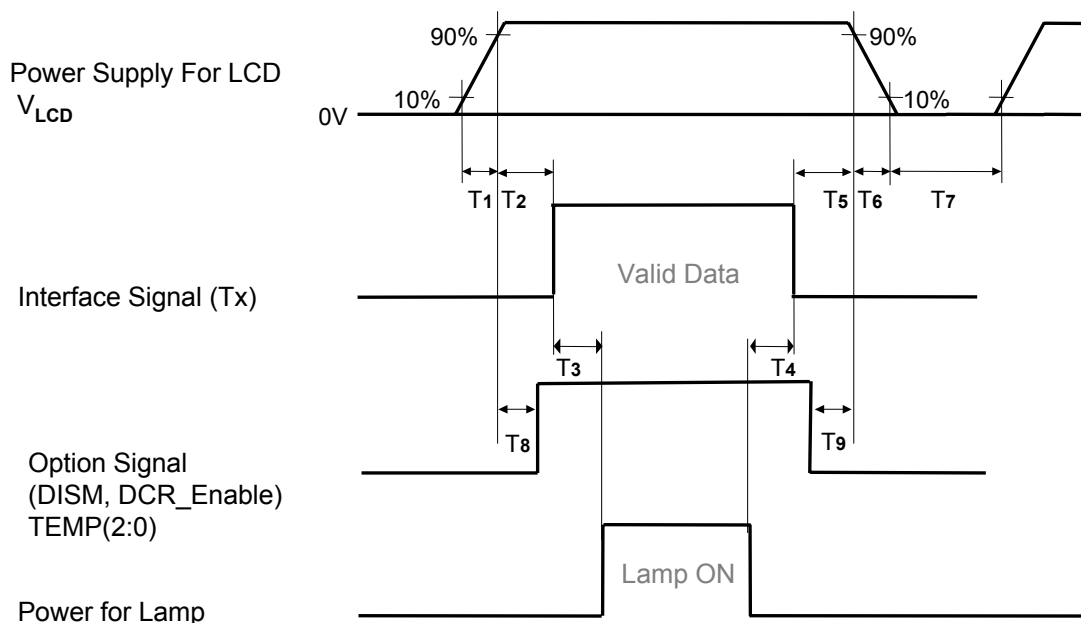 90%
90%
Power Supply For LCD
VLCD
10%
10%
0V
T1 T2 T5 T6 T7
Valid Data
Interface Signal (Tx)
T3 T4
T8 T9
Option Signal
(DISM, DCR_Enable)
TEMP(2:0)
Lamp ON
Power for Lamp